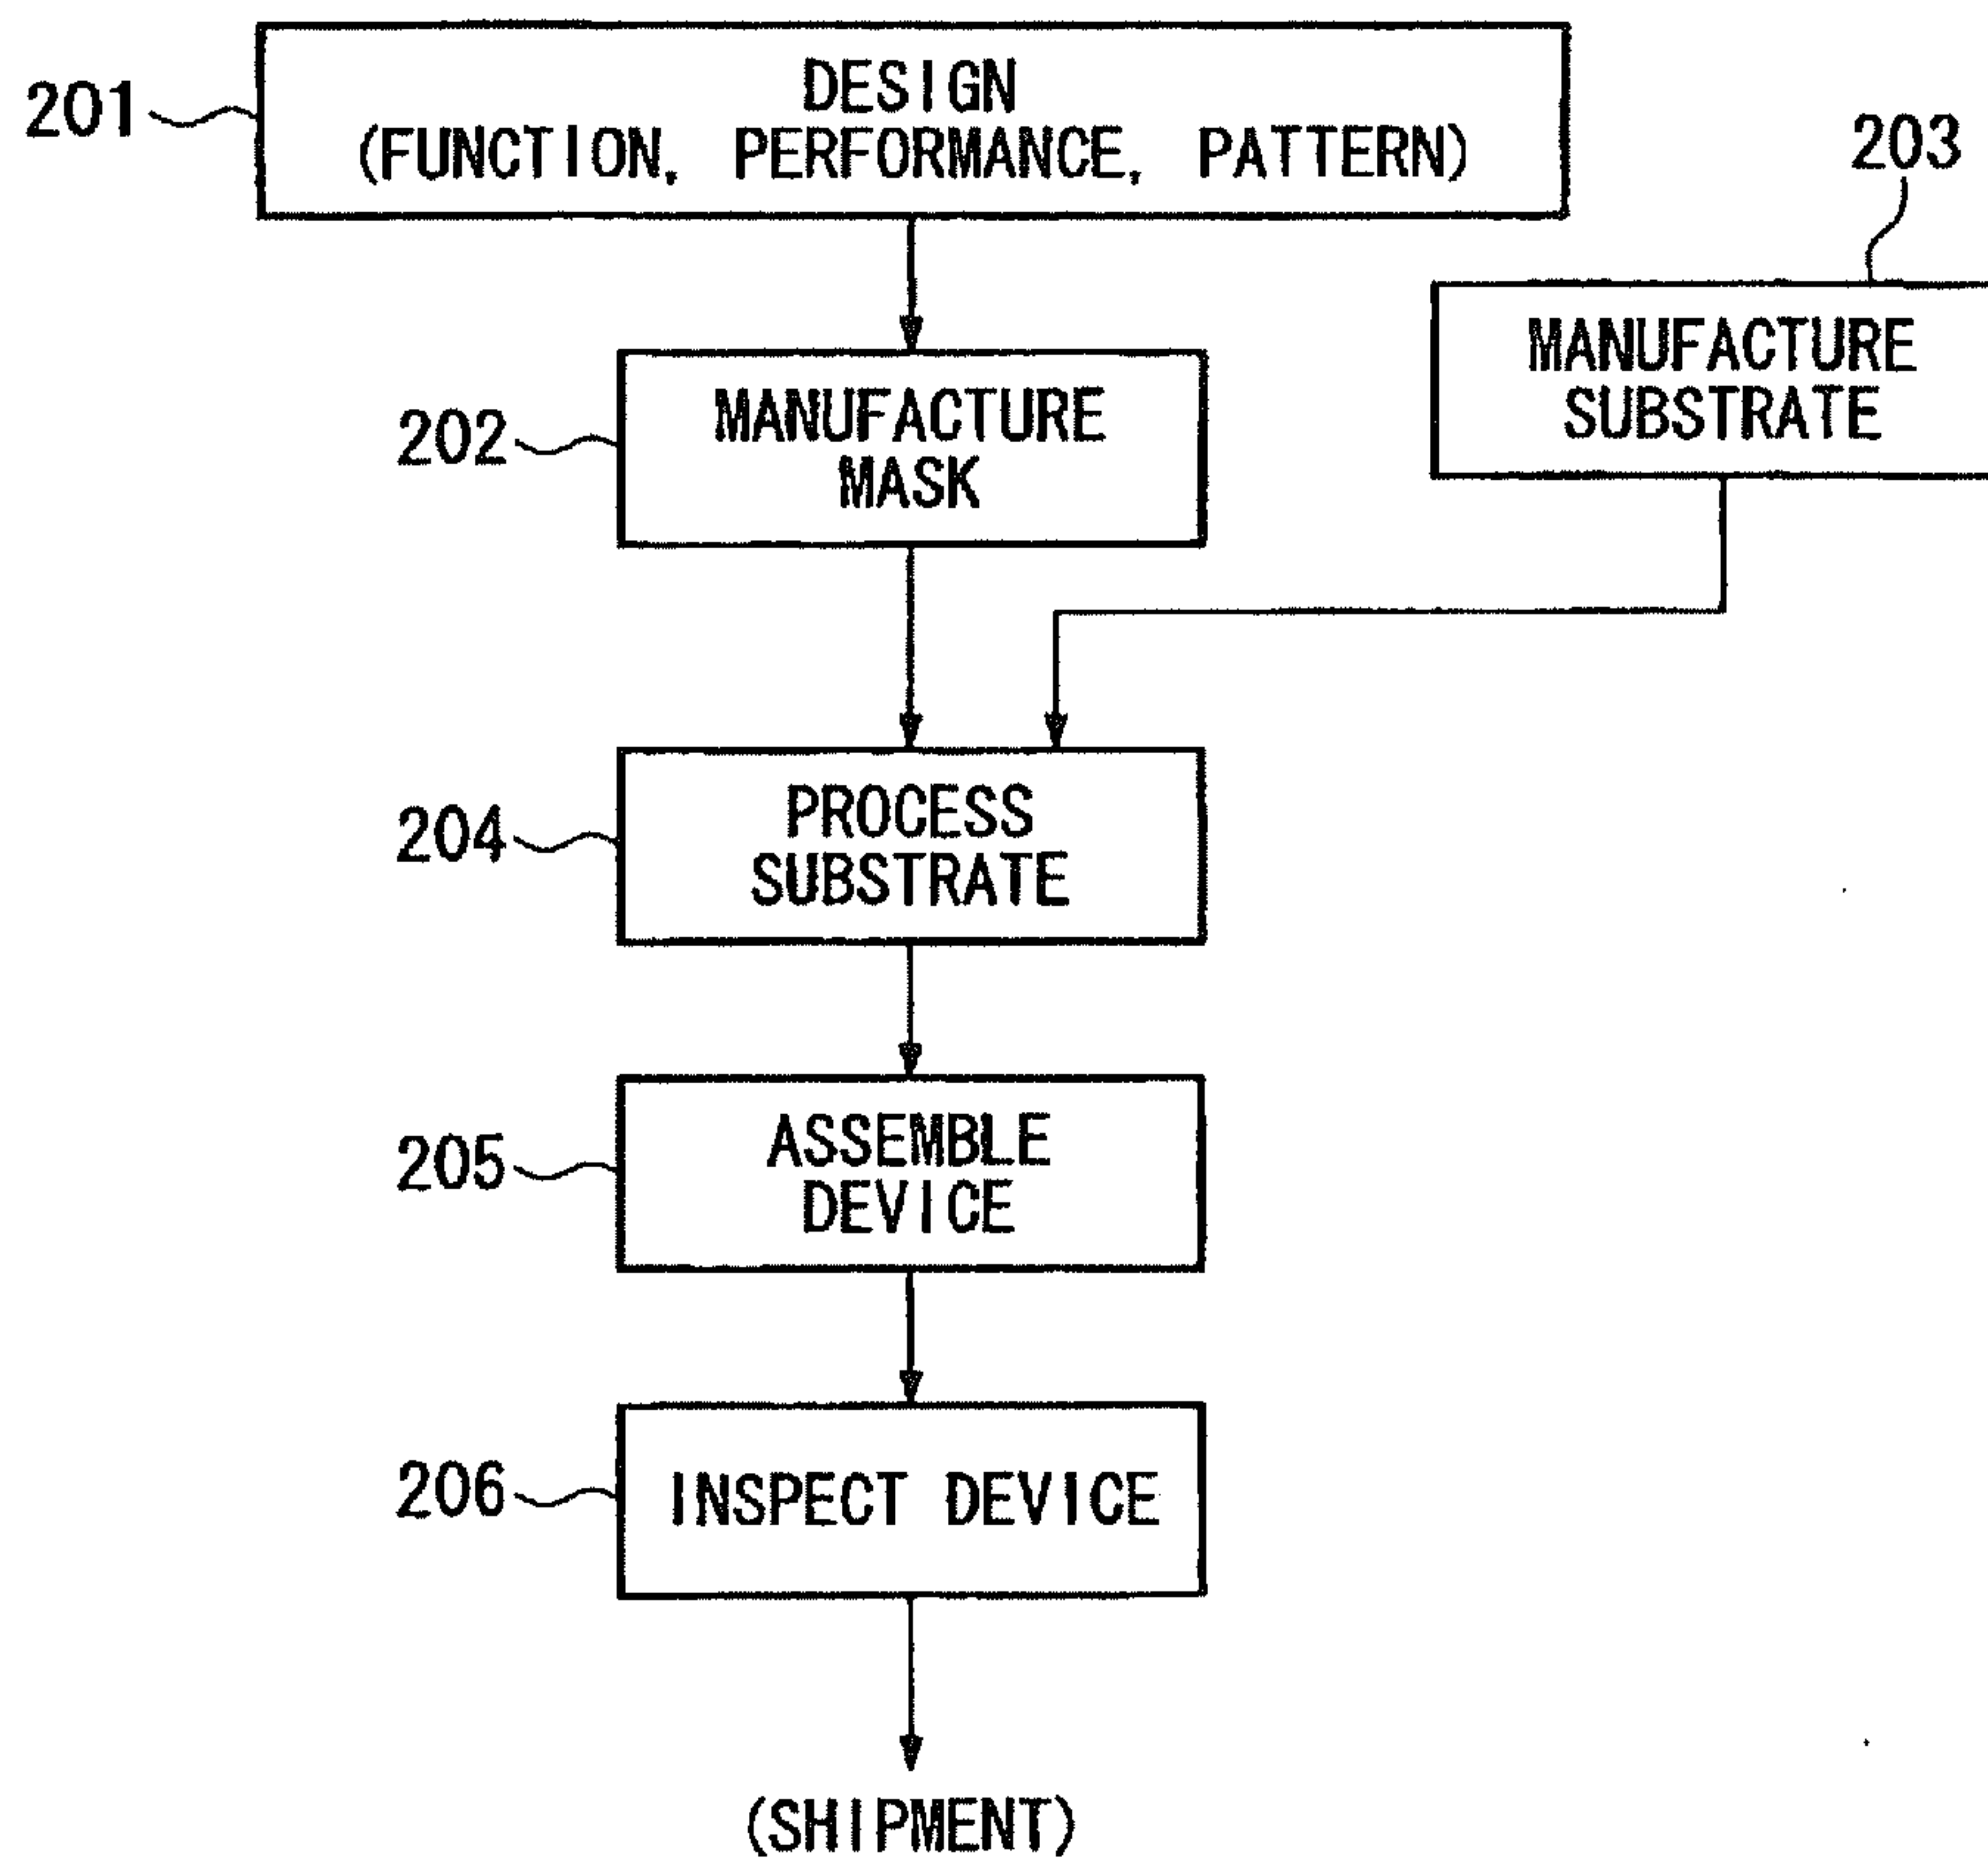 201
DESIGN
(FUNCTION, PERFORMANCE, PATTERN)
203
MANUFACTURE
SUBSTRATE
202
MANUFACTURE
MASK
204
PROCESS
SUBSTRATE
205
ASSEMBLE
DEVICE
206
INSPECT DEVICE
(SHIPMENT)